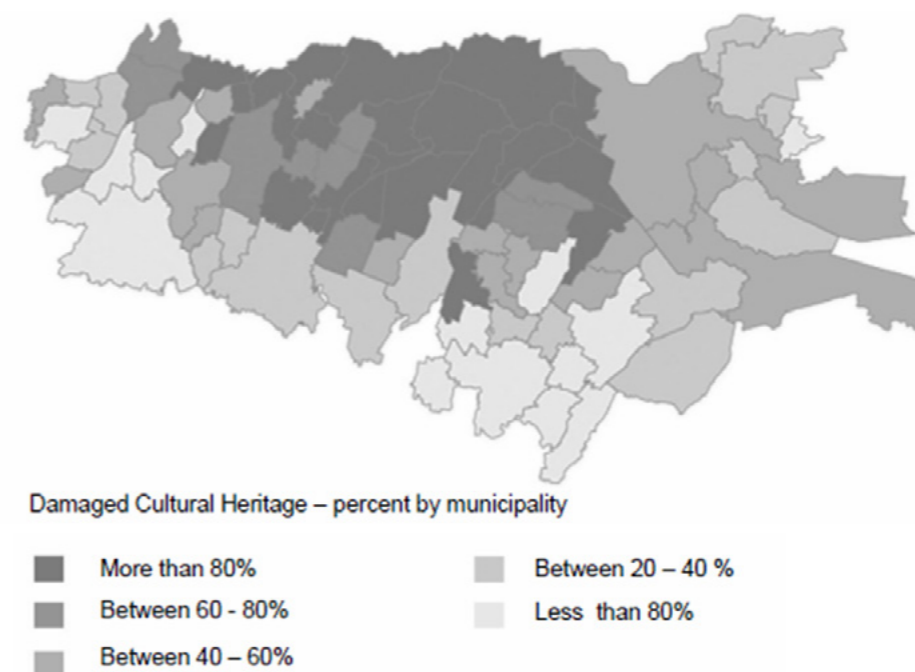 Damaged Cultural Heritage – percent by municipality
More than 80%
Between 60 - 80%
Between 40 – 60%
Between 20 – 40 %
Less than 80%